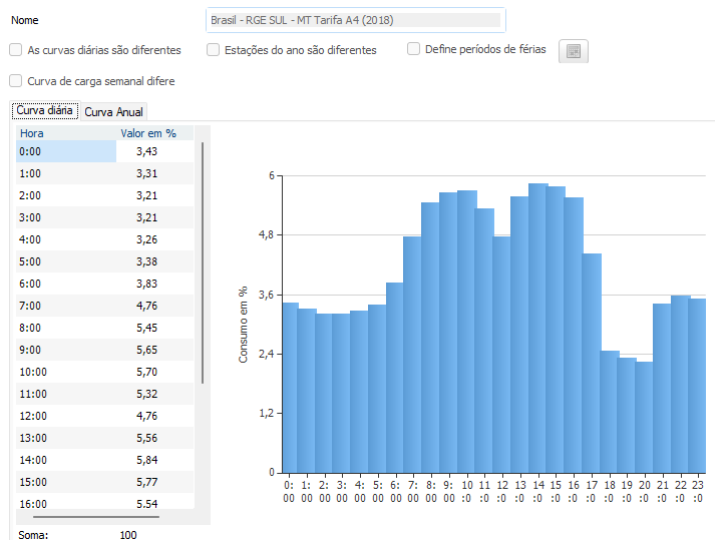 Nome Brasil - RGE SUL - MT Tarifa A4 (2018)
As curvas diárias são diferentes Estações do ano são diferentes Define períodos de férias
Curva de carga semanal difere
Curva diária Curva Anual
Hora Valor em %
0:00 3,43
1:00 3,31
2:00 3,21
3:00 3,21
4:00 3,26
5:00 3,38
6:00 3,83
7:00 4,76
8:00 5,45
9:00 5,65
10:00 5,70
11:00 5,32
12:00 4,76
13:00 5,56
14:00 5,84
15:00 5,77
16:00 5,54
Soma: 100
Consumo em %
6
4,8
3,6
2,4
1,2
0
0: 1: 2: 3: 4: 5: 6: 7: 8: 9: 10 11 12 13 14 15 16 17 18 19 20 21 22 23
00 00 00 00 00 00 00 00 00 00 :0 :0 :0 :0 :0 :0 :0 :0 :0 :0 :0 :0 :0 :0